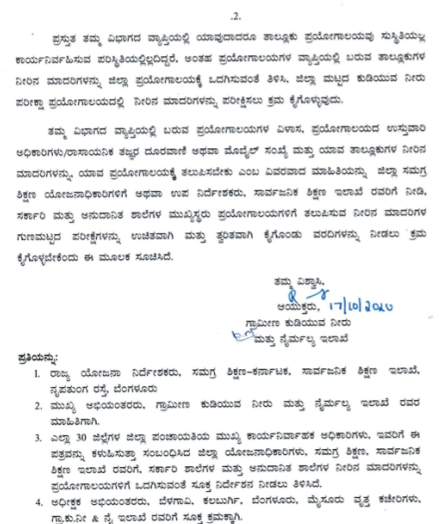 .2.
ಪ್ರಸ್ತುತ ತಮ್ಮ ವಿಭಾಗದ ವ್ಯಾಪ್ತಿಯಲ್ಲಿ ಯಾವುದಾದರೂ ತಾಲ್ಲೂಕು ಪ್ರಯೋಗಾಲಯವು ಸುಸ್ಥಿತಿಯಲ್ಲಿ
ಕಾರ್ಯನಿರ್ವಹಿಸುವ ಪರಿಸ್ಥಿತಿಯಲ್ಲಿಲ್ಲದಿದ್ದರೆ, ಅಂತಹ ಪ್ರಯೋಗಾಲಯಗಳ ವ್ಯಾಪ್ತಿಯಲ್ಲಿ ಬರುವ ತಾಲ್ಲೂಕುಗಳ
ನೀರಿನ ಮಾದರಿಗಳನ್ನು ಜಿಲ್ಲಾ ಪ್ರಯೋಗಾಲಯಕ್ಕೆ ಒದಗಿಸುವಂತೆ ತಿಳಿಸಿ, ಜಿಲ್ಲಾ ಮಟ್ಟದ ಕುಡಿಯುವ ನೀರು
ಪರೀಕ್ಷಾ ಪ್ರಯೋಗಾಲಯದಲ್ಲಿ ನೀರಿನ ಮಾದರಿಗಳನ್ನು ಪರೀಕ್ಷಿಸಲು ಕ್ರಮ ಕೈಗೊಳ್ಳುವುದು.
ತಮ್ಮ ವಿಭಾಗದ ವ್ಯಾಪ್ತಿಯಲ್ಲಿ ಬರುವ ಪ್ರಯೋಗಾಲಯಗಳ ವಿಳಾಸ, ಪ್ರಯೋಗಾಲಯದ ಉಸ್ತುವಾರಿ
ಅಧಿಕಾರಿಗಳು/ರಾಸಾಯನಿಕ ತಜ್ಞರ ದೂರವಾಣಿ ಅಥವಾ ಮೊಬೈಲ್ ಸಂಖ್ಯೆ ಮತ್ತು ಯಾವ ತಾಲ್ಲೂಕುಗಳ ನೀರಿನ
ಮಾದರಿಗಳನ್ನು, ಯಾವ ಪ್ರಯೋಗಾಲಯಕ್ಕೆ ತಲುಪಿಸಬೇಕು ಎಂಬ ವಿವರವಾದ ಮಾಹಿತಿಯನ್ನು ಜಿಲ್ಲಾ ಸಮಗ್ರ
ಶಿಕ್ಷಣ ಯೋಜನಾಧಿಕಾರಿಗಳಿಗೆ ಅಥವಾ ಉಪ ನಿರ್ದೇಶಕರು, ಸಾರ್ವಜನಿಕ ಶಿಕ್ಷಣ ಇಲಾಖೆ ರವರಿಗೆ ನೀಡಿ,
ಸರ್ಕಾರಿ ಮತ್ತು ಅನುದಾನಿತ ಶಾಲೆಗಳ ಮುಖ್ಯಸ್ಥರು ಪ್ರಯೋಗಾಲಯಗಳಿಗೆ ತಲುಪಿಸುವ ನೀರಿನ ಮಾದರಿಗಳ
ಗುಣಮಟ್ಟದ ಪರೀಕ್ಷೆಗಳನ್ನು ಉಚಿತವಾಗಿ ಮತ್ತು ತ್ವರಿತವಾಗಿ ಕೈಗೊಂಡು ವರದಿಗಳನ್ನು ನೀಡಲು ಕ್ರಮ
ಕೈಗೊಳ್ಳಬೇಕೆಂದು ಈ ಮೂಲಕ ಸೂಚಿಸಿದೆ.
ತಮ್ಮ ವಿಶ್ವಾಸಿ,
ಆಯುಕ್ತರು, 17/10/2020
ಗ್ರಾಮೀಣ ಕುಡಿಯುವ ನೀರು
ಮತ್ತು ನೈರ್ಮಲ್ಯ ಇಲಾಖೆ
ಪ್ರತಿಯನ್ನು:
1. ರಾಜ್ಯ ಯೋಜನಾ ನಿರ್ದೇಶಕರು, ಸಮಗ್ರ ಶಿಕ್ಷಣ-ಕರ್ನಾಟಕ, ಸಾರ್ವಜನಿಕ ಶಿಕ್ಷಣ ಇಲಾಖೆ,
ನೃಪತುಂಗ ರಸ್ತೆ, ಬೆಂಗಳೂರು
2. ಮುಖ್ಯ ಅಭಿಯಂತರರು, ಗ್ರಾಮೀಣ ಕುಡಿಯುವ ನೀರು ಮತ್ತು ನೈರ್ಮಲ್ಯ ಇಲಾಖೆ ರವರ
ಮಾಹಿತಿಗಾಗಿ.
3. ಎಲ್ಲಾ 30 ಜಿಲ್ಲೆಗಳ ಜಿಲ್ಲಾ ಪಂಚಾಯತಿಯ ಮುಖ್ಯ ಕಾರ್ಯನಿರ್ವಾಹಕ ಅಧಿಕಾರಿಗಳು, ಇವರಿಗೆ ಈ
ಪತ್ರವನ್ನು ಕಳುಹಿಸುತ್ತಾ ಸಂಬಂಧಿಸಿದ ಜಿಲ್ಲಾ ಯೋಜನಾಧಿಕಾರಿಗಳು, ಸಮಗ್ರ ಶಿಕ್ಷಣ, ಸಾರ್ವಜನಿಕ
ಶಿಕ್ಷಣ ಇಲಾಖೆ ರವರಿಗೆ, ಸರ್ಕಾರಿ ಶಾಲೆಗಳ ಮತ್ತು ಅನುದಾನಿತ ಶಾಲೆಗಳ ನೀರಿನ ಮಾದರಿಗಳನ್ನು
ಪ್ರಯೋಗಾಲಯಗಳಿಗೆ ಒದಗಿಸುವಂತೆ ಸೂಕ್ತ ನಿರ್ದೇಶನ ನೀಡಲು ತಿಳಿಸಿದೆ.
4. ಅಧೀಕ್ಷಕ ಅಭಿಯಂತರರು, ಬೆಳಗಾವಿ, ಕಲಬುರ್ಗಿ, ಬೆಂಗಳೂರು, ಮೈಸೂರು ವೃತ್ತ ಕಚೇರಿಗಳು,
ಗ್ರಾ.ಕು.ನೀ & ನೈ ಇಲಾಖೆ ರವರಿಗೆ ಸೂಕ್ತ ಕ್ರಮಕ್ಕಾಗಿ.